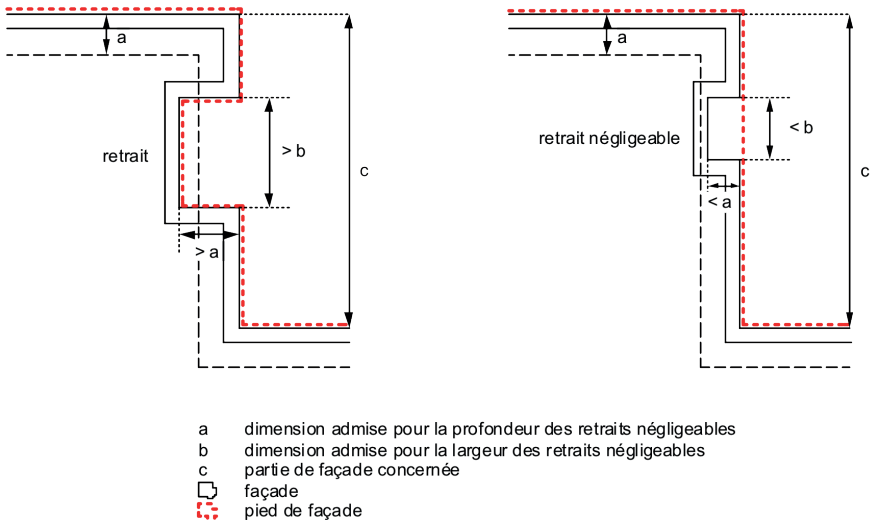 a
retrait
> b
c
> a
a
retrait négligeable
< b
c
< a
a dimension admise pour la profondeur des retraits négligeables
b dimension admise pour la largeur des retraits négligeables
c partie de façade concernée
façade
pied de façade